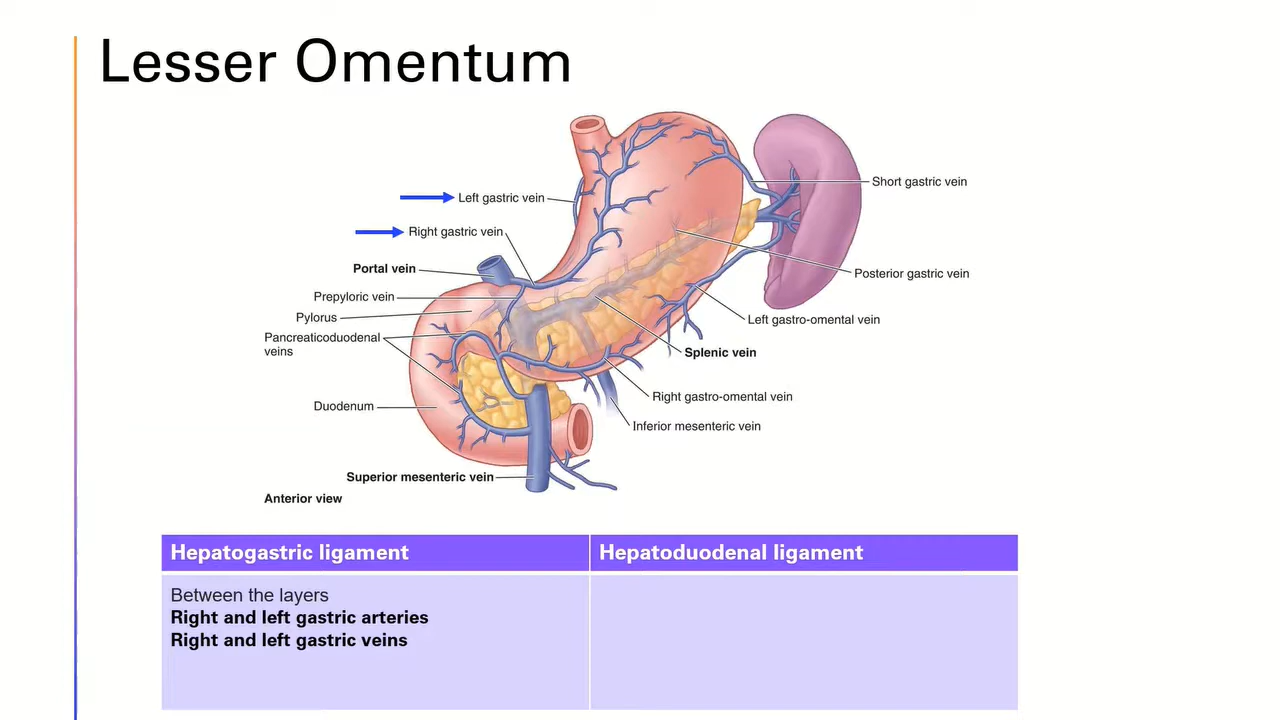 Lesser Omentum
Short gastric vein
Left gastric vein
Right gastric vein
Portal vein
Posterior gastric vein
Prepyloric vein
Pylorus
Left gastro-omental vein
Pancreaticoduodenal
veins
Splenic vein
Right gastro-omental vein
Duodenum
Inferior mesenteric vein
Superior mesenteric vein
Anterior view
Hepatogastric ligament
Hepatoduodenal ligament
Between the layers
Right and left gastric arteries
Right and left gastric veins